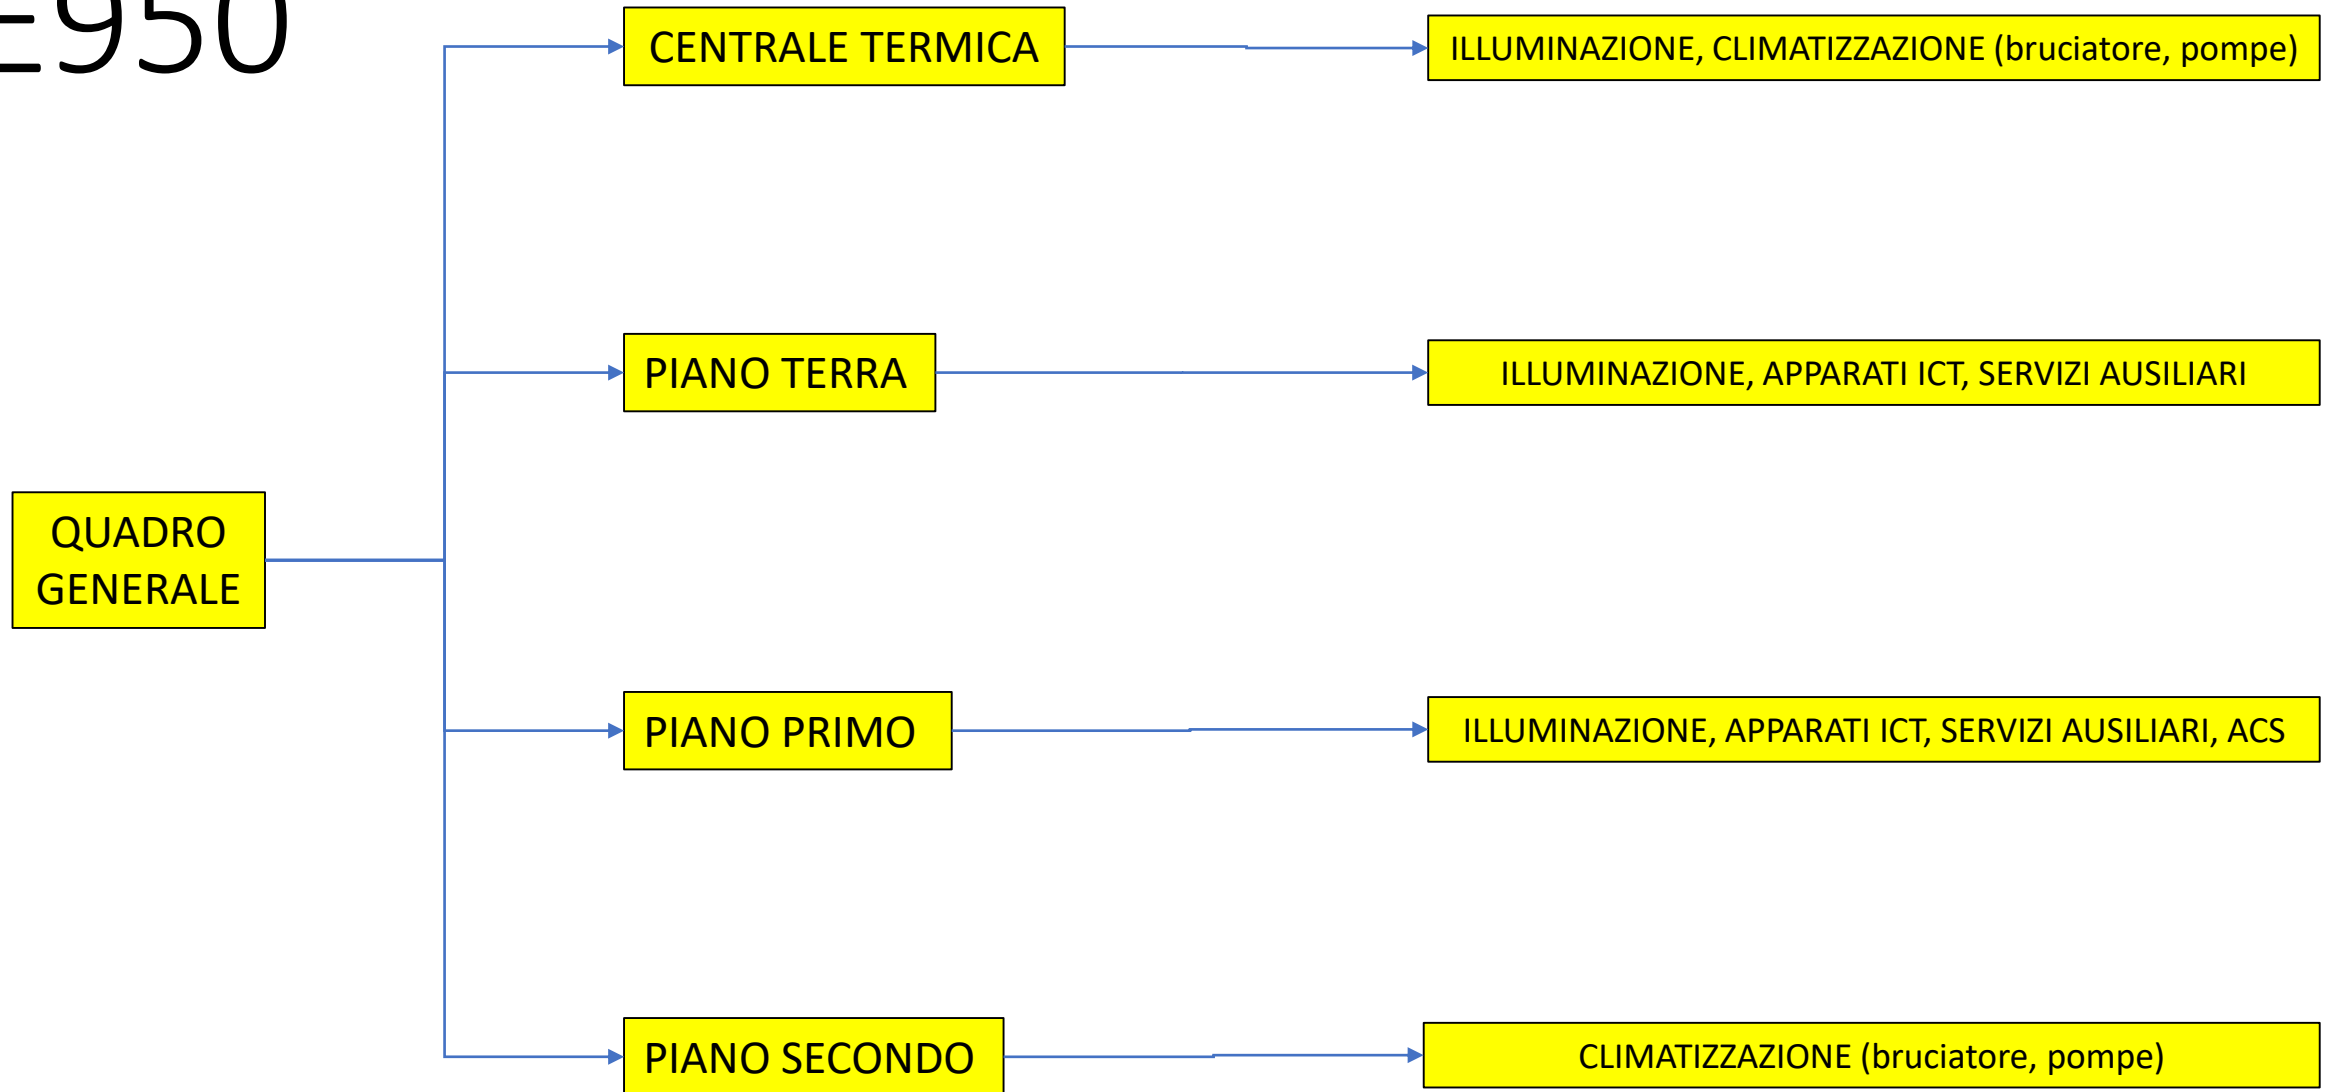 E950
CENTRALE TERMICA
ILLUMINAZIONE, CLIMATIZZAZIONE (bruciatore, pompe)
PIANO TERRA
ILLUMINAZIONE, APPARATI ICT, SERVIZI AUSILIARI
QUADRO
GENERALE
PIANO PRIMO
ILLUMINAZIONE, APPARATI ICT, SERVIZI AUSILIARI, ACS
PIANO SECONDO
CLIMATIZZAZIONE (bruciatore, pompe)